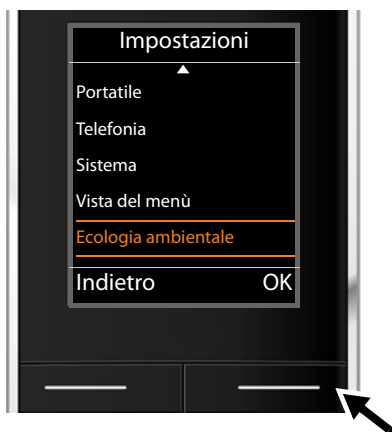 Impostazioni
Portatile
Telefonia
Sistema
Vista del menù
Ecologia ambientale
Indietro OK